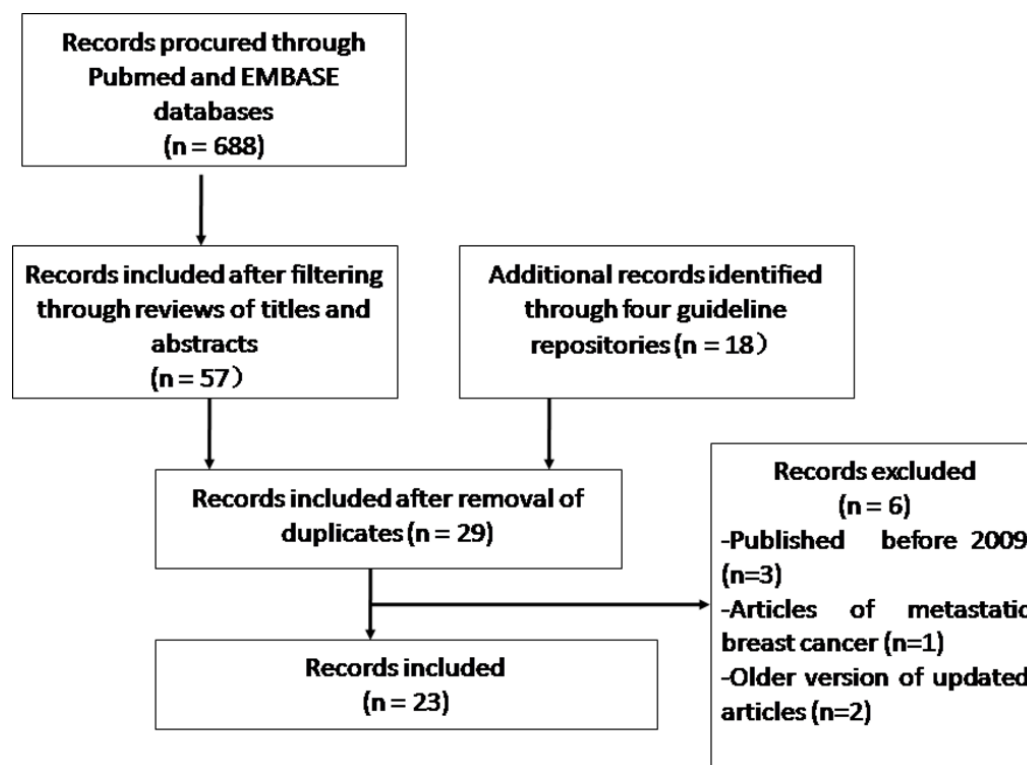 Records procured through
Pubmed and EMBASE
databases
(n = 688)
Records included after filtering
through reviews of titles and
abstracts
(n = 57）
Additional records identified
through four guideline
repositories (n = 18）
Records included after removal of
duplicates (n = 29)
Records excluded
(n = 6)
-Published before 2009
(n=3)
-Articles of metastatic
breast cancer (n=1)
-Older version of updated
articles (n=2)
Records included
(n = 23)